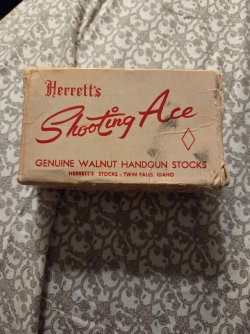 Herrett's
Shooting Ace
GENUINE WALNUT HANDGUN STOCKS
HERRETT'S STOCKS - TWIN FALLS, IDAHO